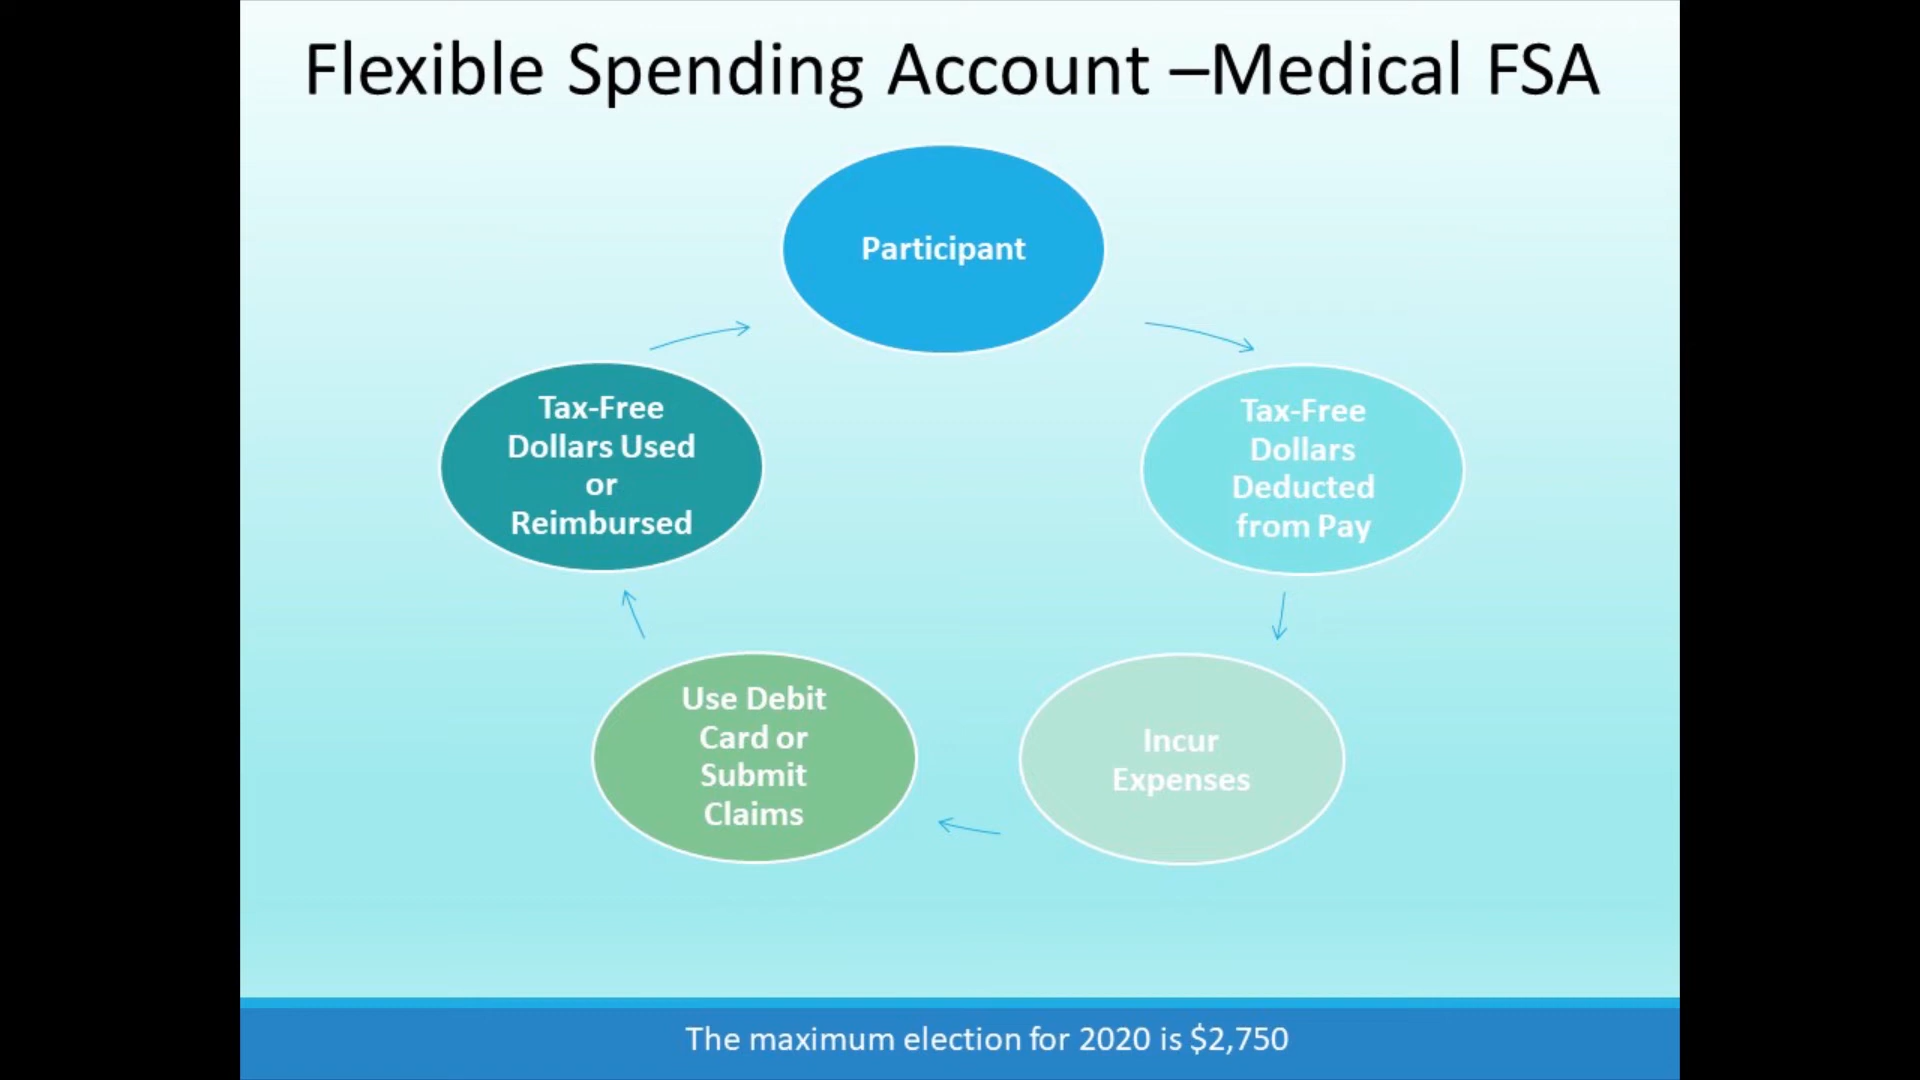 Flexible Spending Account –Medical FSA
Participant
Tax-Free
Dollars
Deducted
from Pay
Incur
Expenses
Use Debit
Card or
Submit
Claims
Tax-Free
Dollars Used
or
Reimbursed
The maximum election for 2020 is $2,750